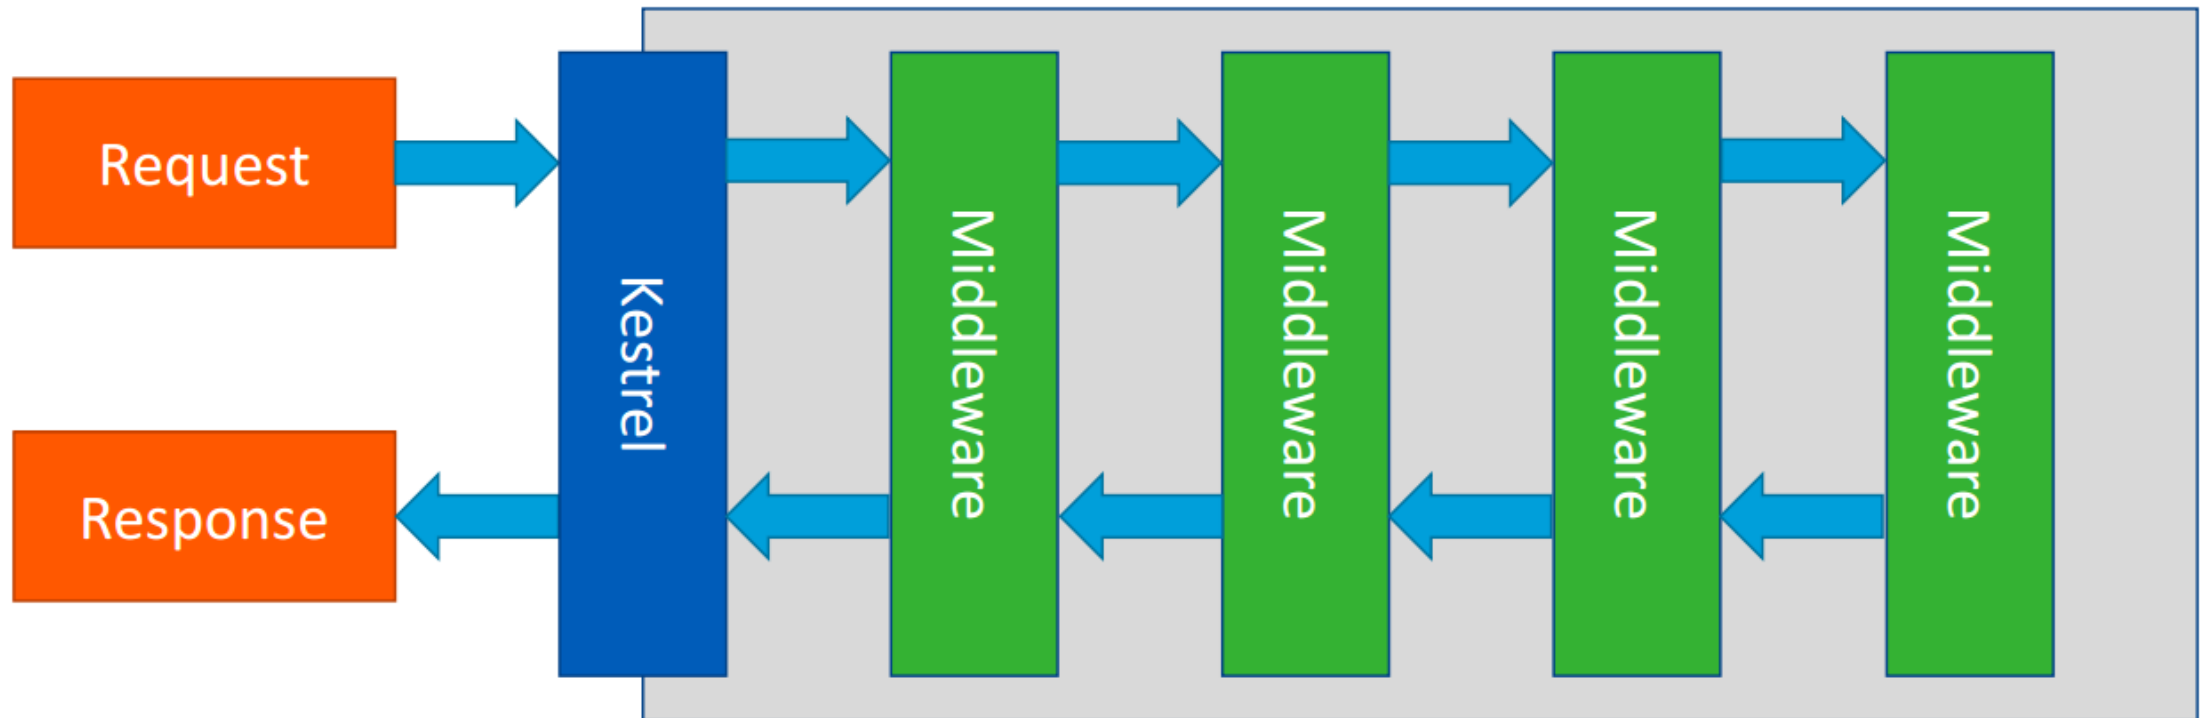 Request
Kestrel
Middleware
Middleware
Middleware
Middleware
Response